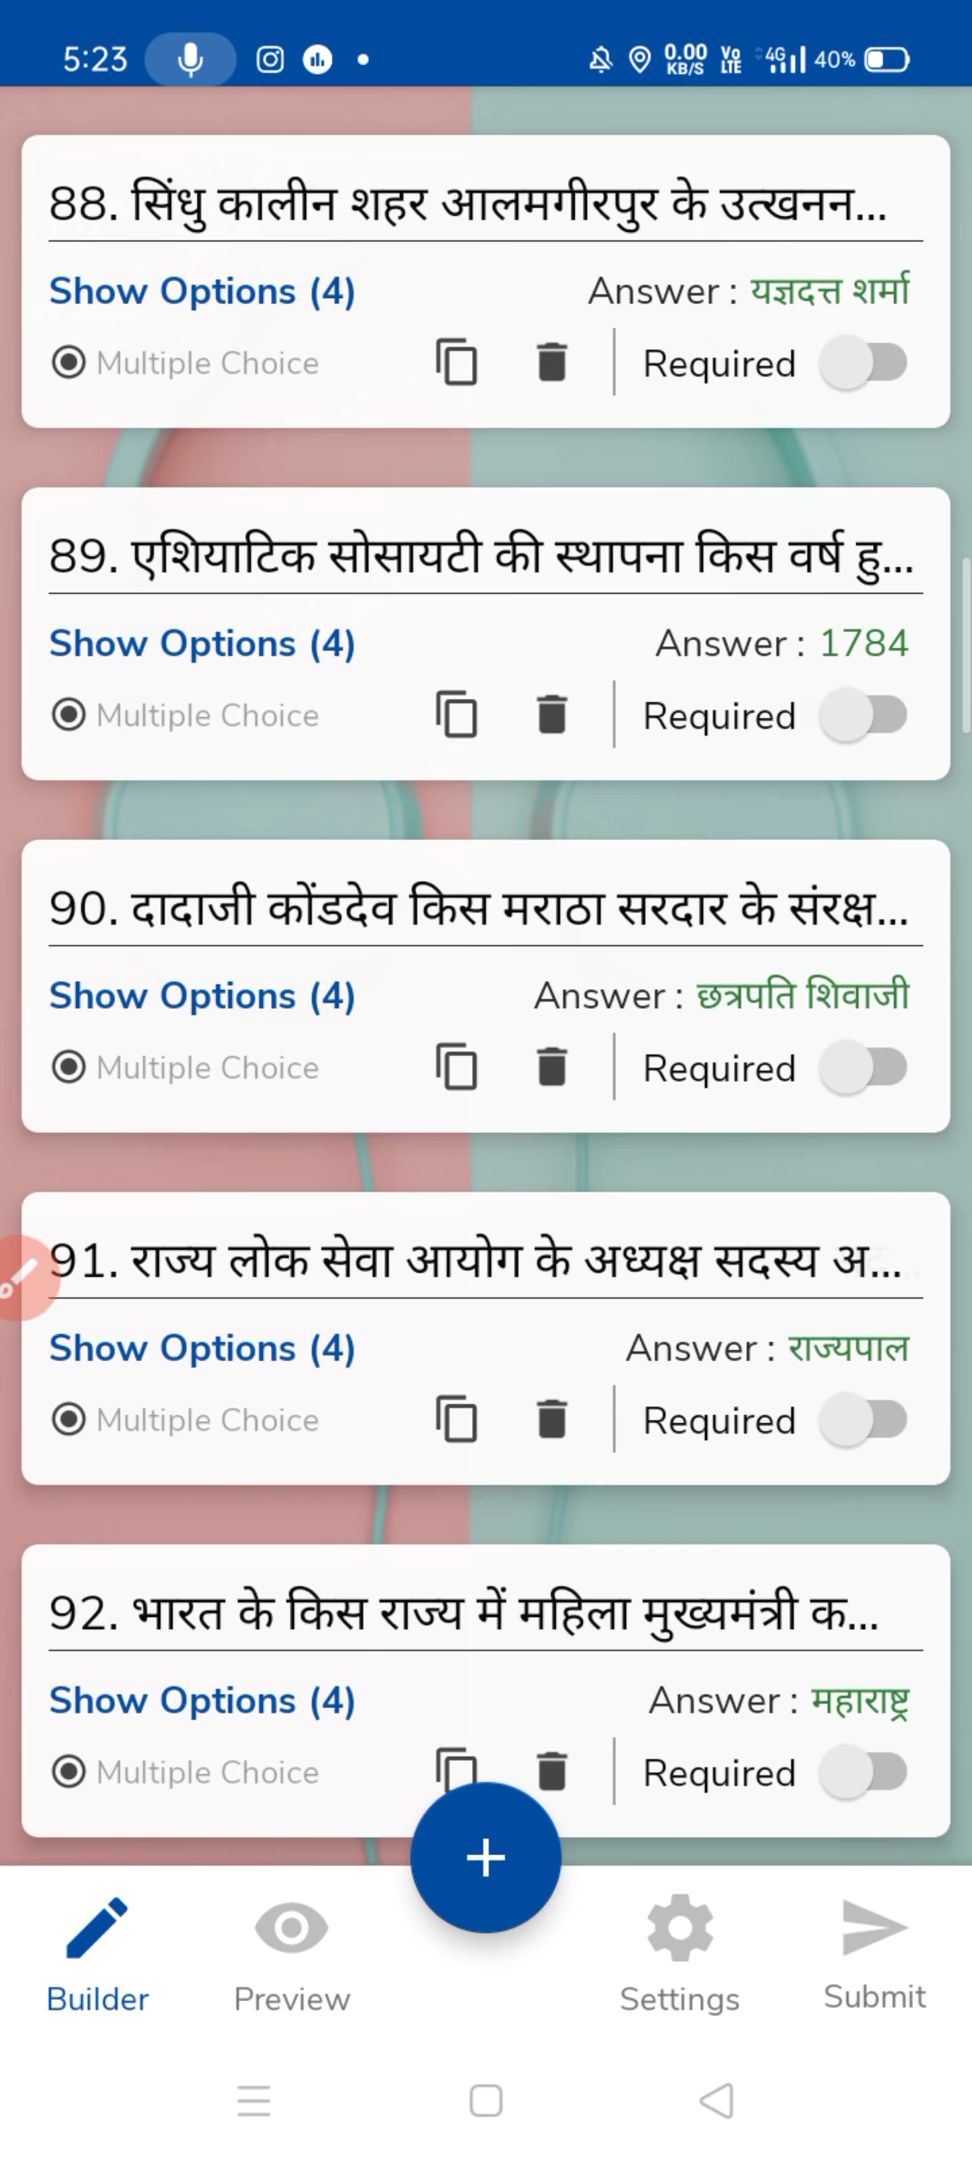 5:23
0.00 KB/S Vo LTE 4G 40%
88. सिंधु कालीन शहर आलमगीरपुर के उत्खनन...
Show Options (4) Answer : यज्ञदत्त शर्मा
Multiple Choice Required
89. एशियाटिक सोसायटी की स्थापना किस वर्ष हु...
Show Options (4) Answer : 1784
Multiple Choice Required
90. दादाजी कोंडदेव किस मराठा सरदार के संरक्ष...
Show Options (4) Answer : छत्रपति शिवाजी
Multiple Choice Required
91. राज्य लोक सेवा आयोग के अध्यक्ष सदस्य अ...
Show Options (4) Answer : राज्यपाल
Multiple Choice Required
92. भारत के किस राज्य में महिला मुख्यमंत्री क...
Show Options (4) Answer : महाराष्ट्र
Multiple Choice Required
Builder Preview Settings Submit